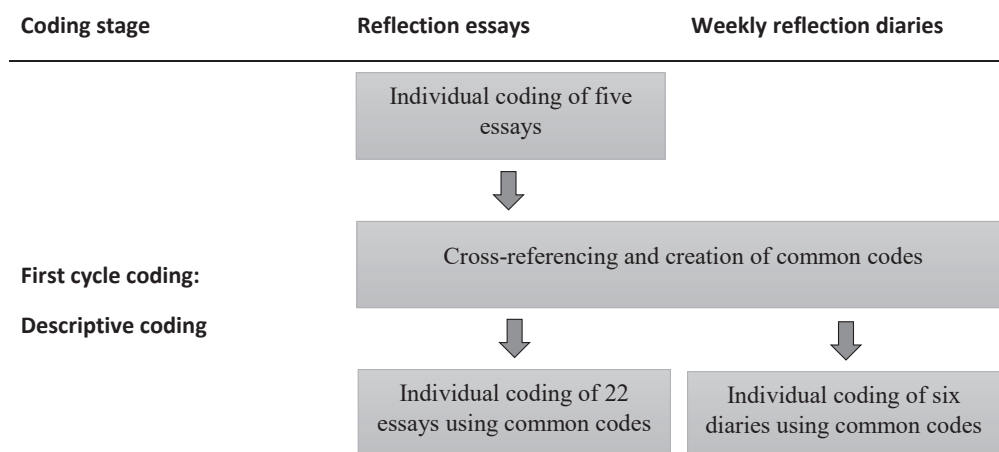 Coding stage Reflection essays Weekly reflection diaries
Individual coding of five
essays
Cross-referencing and creation of common codes
First cycle coding:
Descriptive coding
Individual coding of 22
essays using common codes
Individual coding of six
diaries using common codes